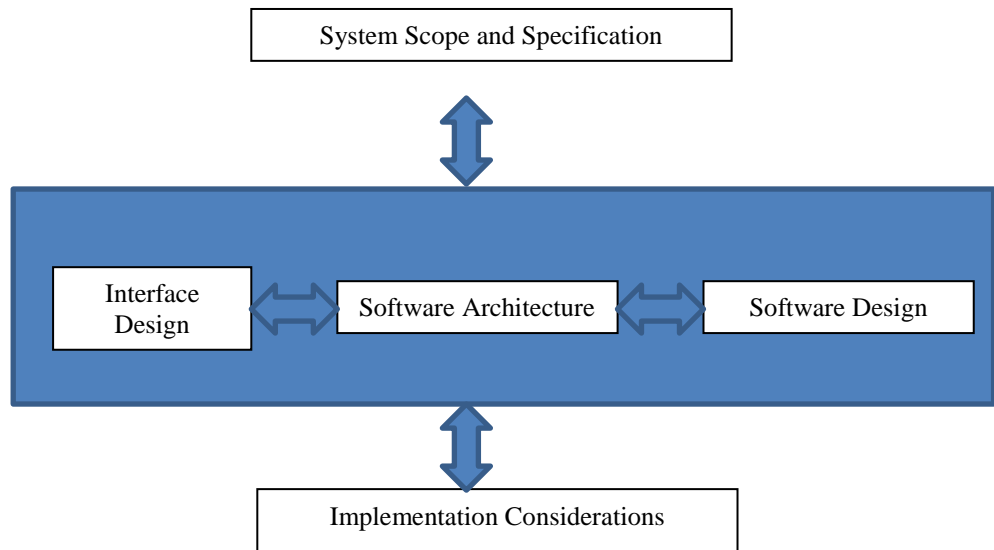 System Scope and Specification
Interface
Design
Software Architecture
Software Design
Implementation Considerations